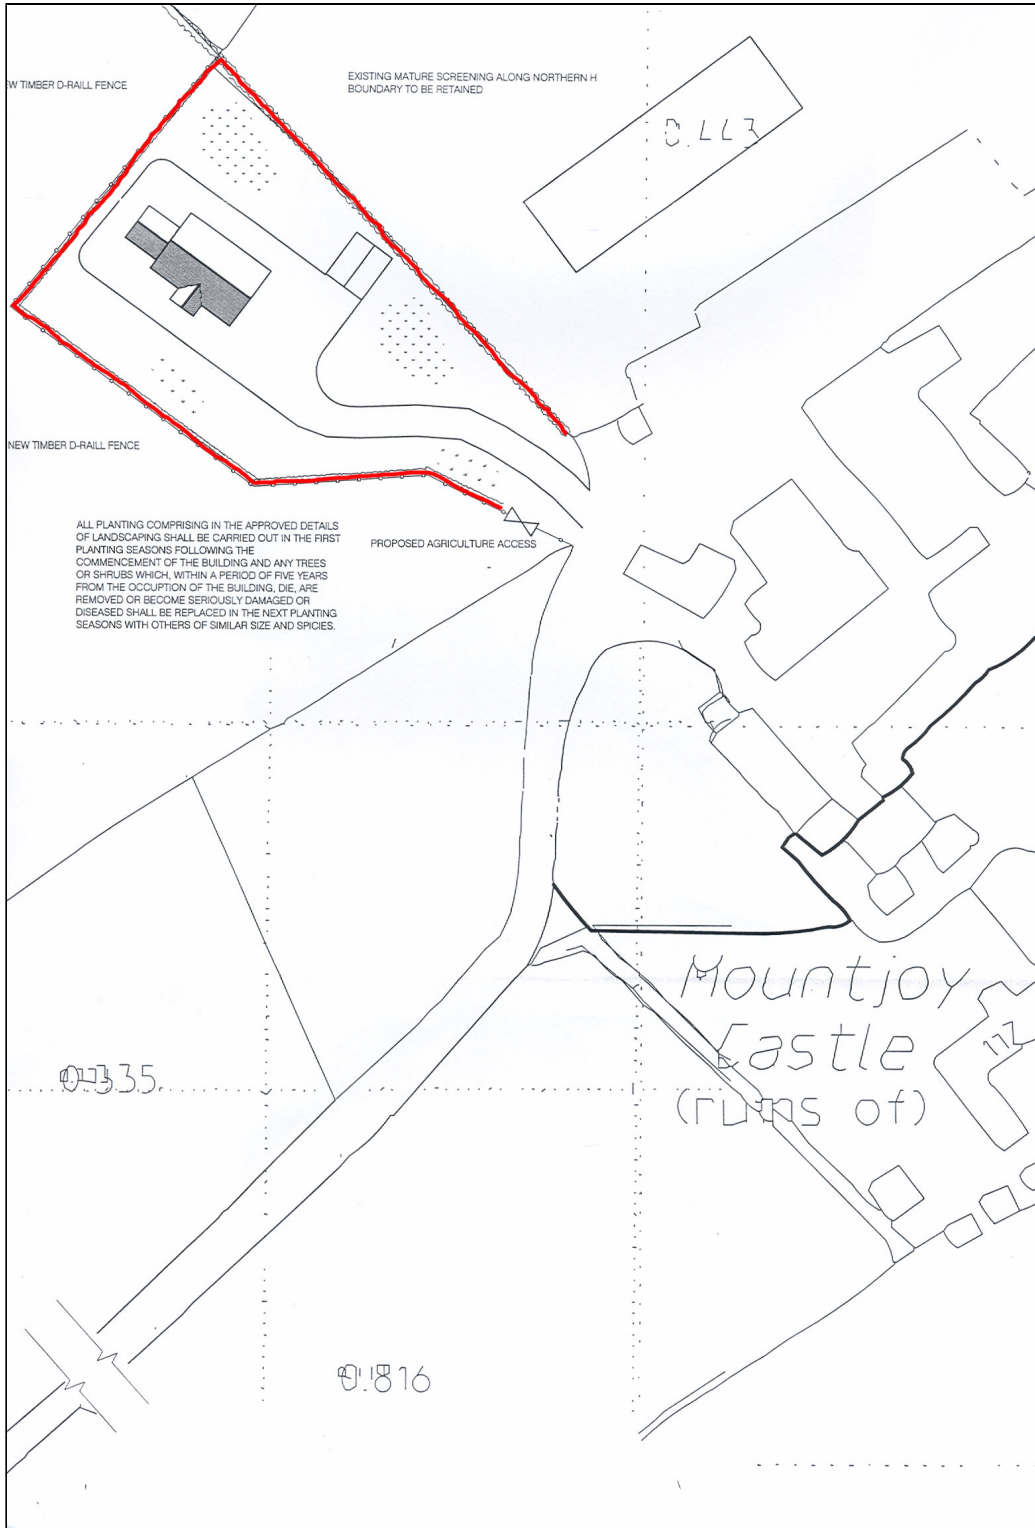 EW TIMBER D-RAILL FENCE
EXISTING MATURE SCREENING ALONG NORTHERN H
BOUNDARY TO BE RETAINED
NEW TIMBER D-RAILL FENCE
ALL PLANTING COMPRISING IN THE APPROVED DETAILS
OF LANDSCAPING SHALL BE CARRIED OUT IN THE FIRST
PLANTING SEASONS FOLLOWING THE
COMMENCEMENT OF THE BUILDING AND ANY TREES
OR SHRUBS WHICH, WITHIN A PERIOD OF FIVE YEARS
FROM THE OCCUPTION OF THE BUILDING, DIE, ARE
REMOVED OR BECOME SERIOUSLY DAMAGED OR
DISEASED SHALL BE REPLACED IN THE NEXT PLANTING
SEASONS WITH OTHERS OF SIMILAR SIZE AND SPICIES.
PROPOSED AGRICULTURE ACCESS
Mountjoy
Castle
(ruins of)
117
0.335
0.816